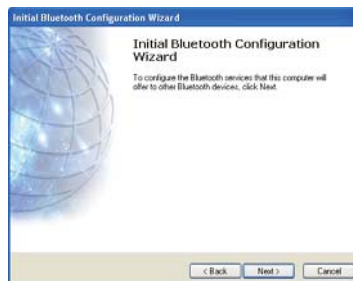 Initial Bluetooth Configuration Wizard
Initial Bluetooth Configuration
Wizard
To configure the Bluetooth services that this computer will
offer to other Bluetooth devices, click Next.
< Back Next > Cancel